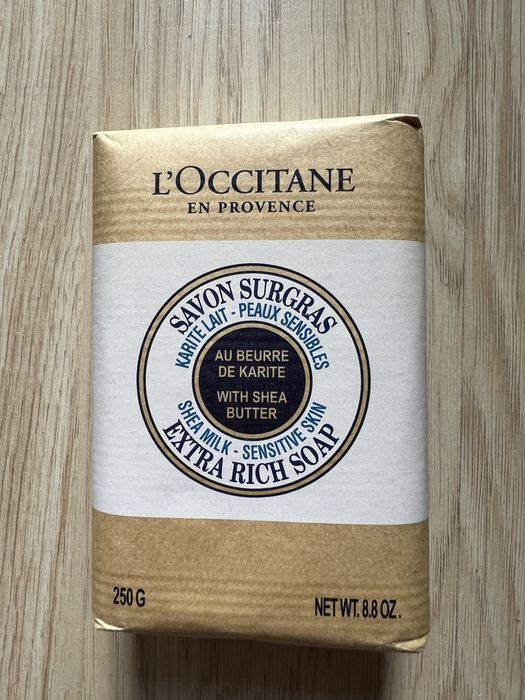 L'OCCITANE
EN PROVENCE
SAVON SURGRAS
KARITE LAIT - PEAUX SENSIBLES
AU BEURRE
DE KARITE
WITH SHEA
BUTTER
SHEA MILK - SENSITIVE SKIN
EXTRA RICH SOAP
250 G
NET WT. 8.8 OZ.